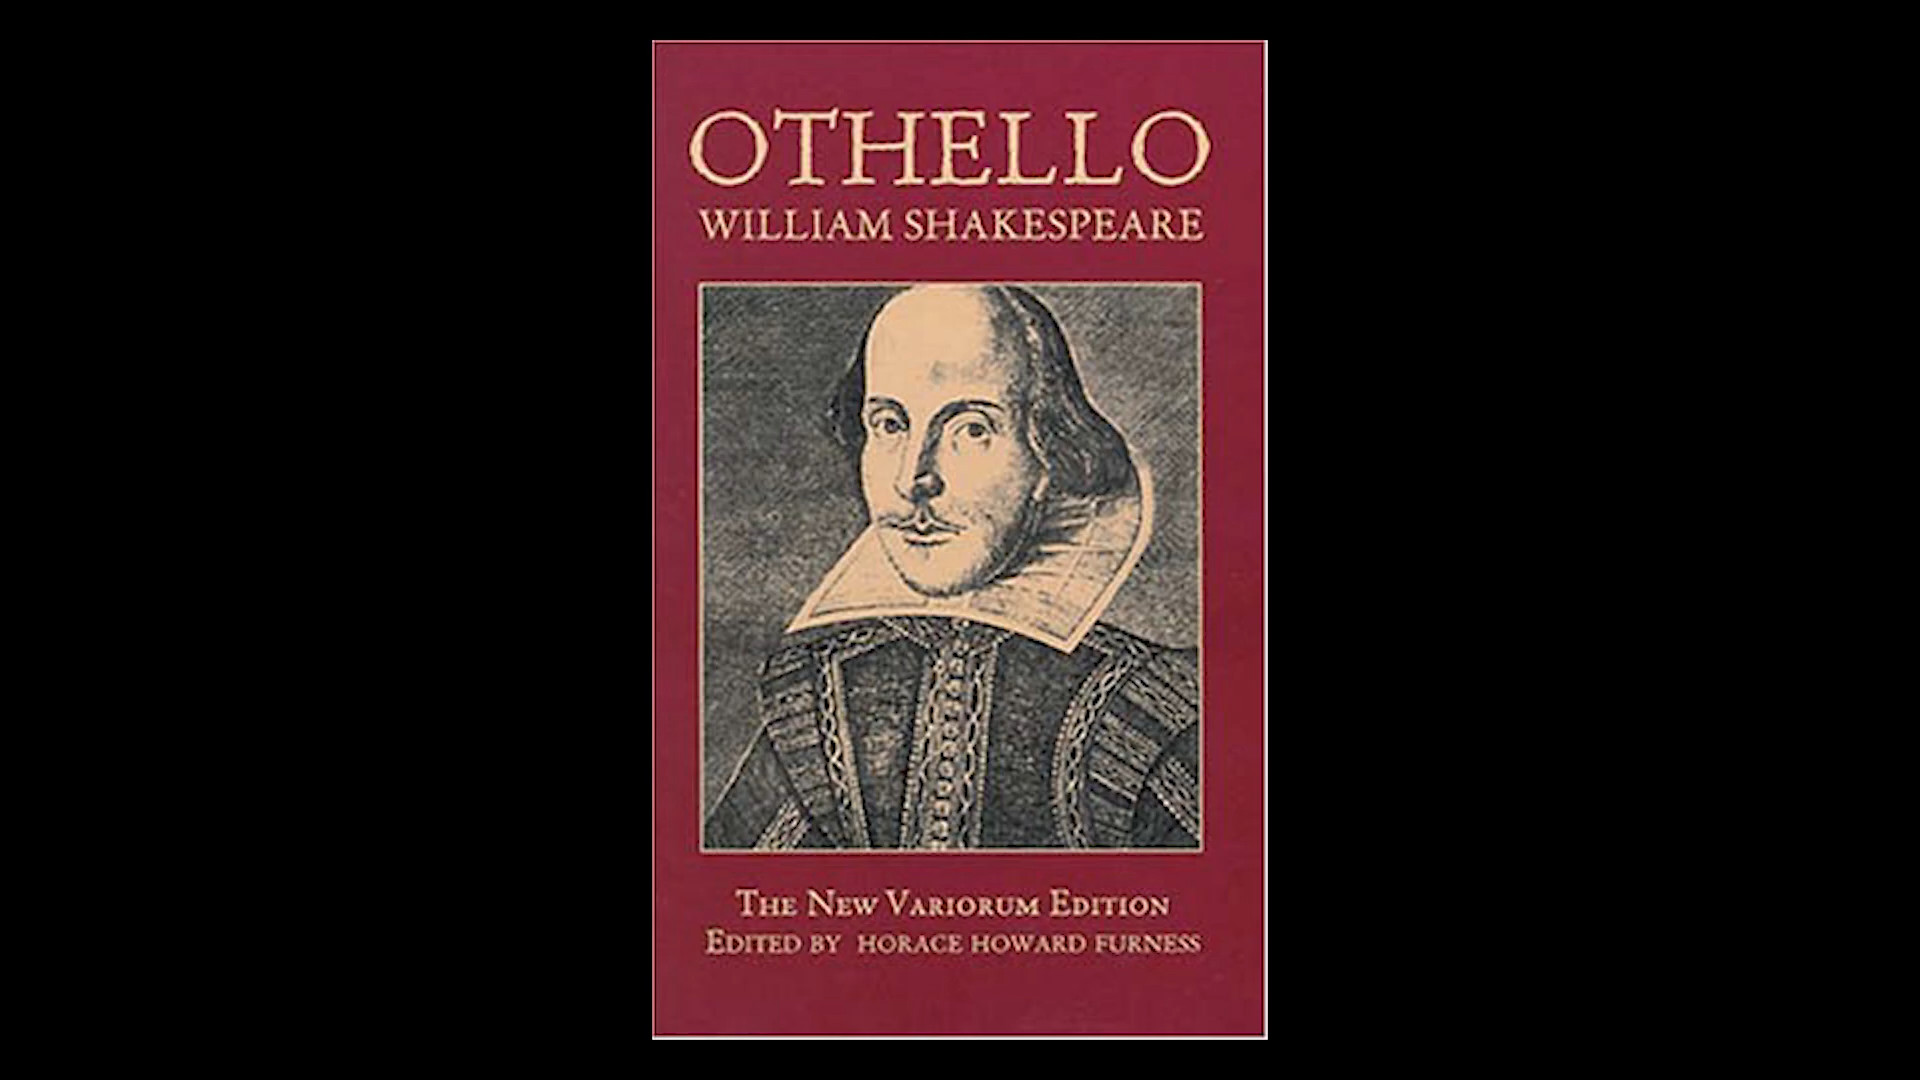 OTHELLO
WILLIAM SHAKESPEARE
THE NEW VARIORUM EDITION
EDITED BY HORACE HOWARD FURNESS